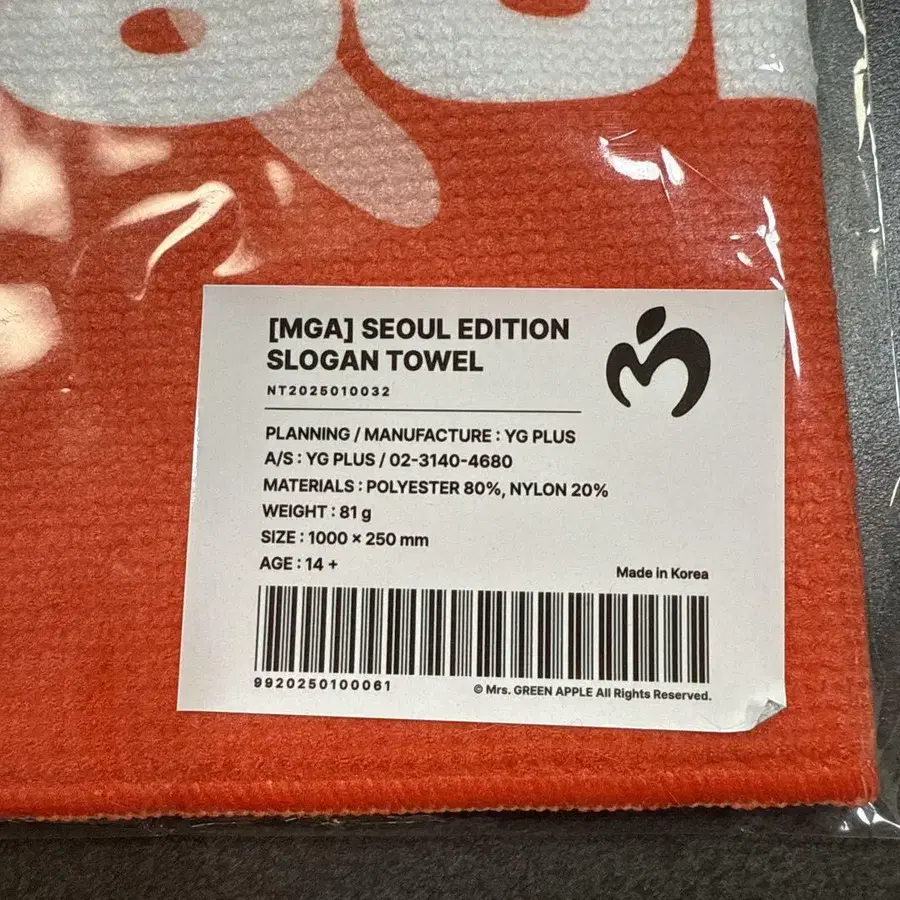 [MGA] SEOUL EDITION
SLOGAN TOWEL
NT2025010032
PLANNING / MANUFACTURE : YG PLUS
A/S : YG PLUS / 02-3140-4680
MATERIALS : POLYESTER 80%, NYLON 20%
WEIGHT : 81 g
SIZE : 1000 × 250 mm
AGE : 14 +
Made in Korea
9920250100061
© Mrs. GREEN APPLE All Rights Reserved.